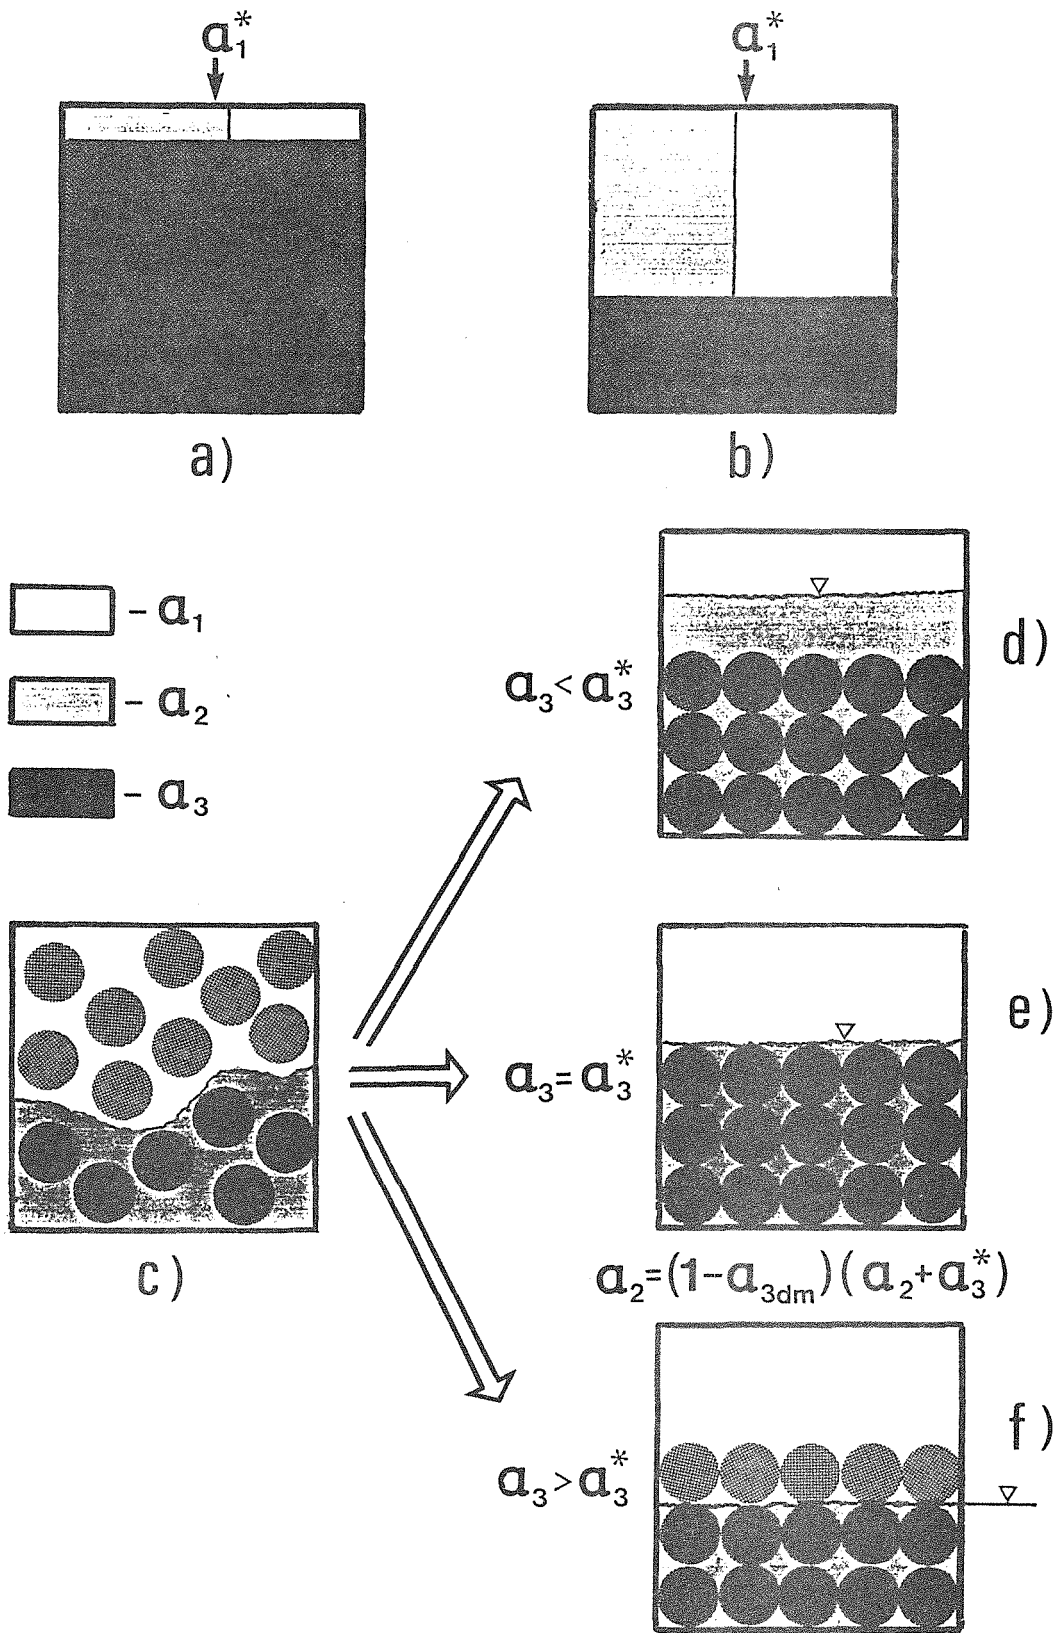 a₁* a₁*
a) b)
– a₁
– a₂
– a₃
d)
a₃ < a₃*
e)
a₃ = a₃*
c)
a₂=(1–a₃dm)(a₂+a₃*)
f)
a₃ > a₃*